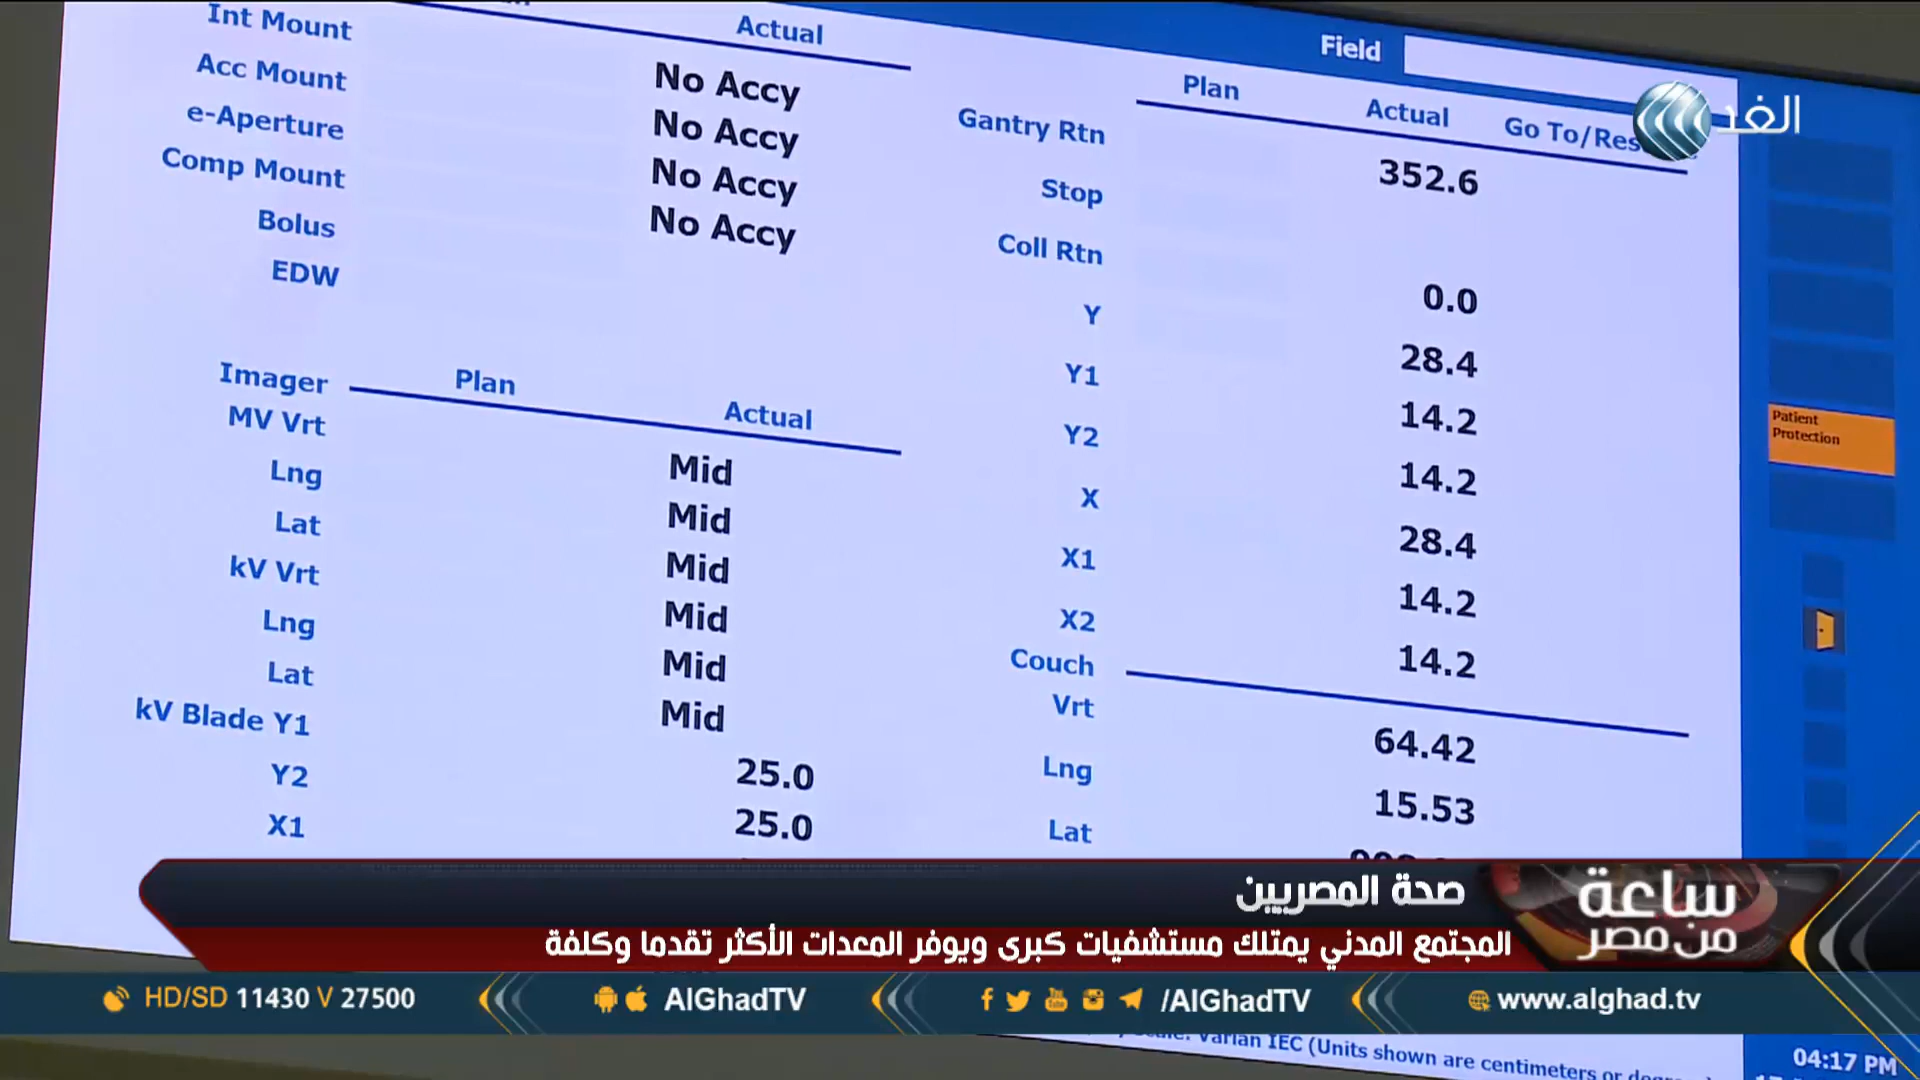 Int Mount
Actual
Acc Mount No Accy
e-Aperture No Accy
Comp Mount No Accy
Bolus No Accy
EDW
Imager Plan Actual
MV Vrt Mid
Lng Mid
Lat Mid
kV Vrt Mid
Lng Mid
Lat Mid
kV Blade Y1 25.0
Y2 25.0
X1
Field
Plan Actual Go To/Res
الغد
Gantry Rtn 352.6
Stop
Coll Rtn 0.0
Y 28.4
Y1 14.2
Y2 14.2
X 28.4
X1 14.2
X2 14.2
Couch
Vrt 64.42
Lng 15.53
Lat
Patient
Protection
صحة المصريين
المجتمع المدني يمتلك مستشفيات كبرى ويوفر المعدات الأكثر تقدما وكلفة
ساعة
من مصر
HD/SD 11430 V 27500
AlGhadTV
/AlGhadTV
www.alghad.tv
Varian IEC (Units shown are centimeters or
04:17 PM